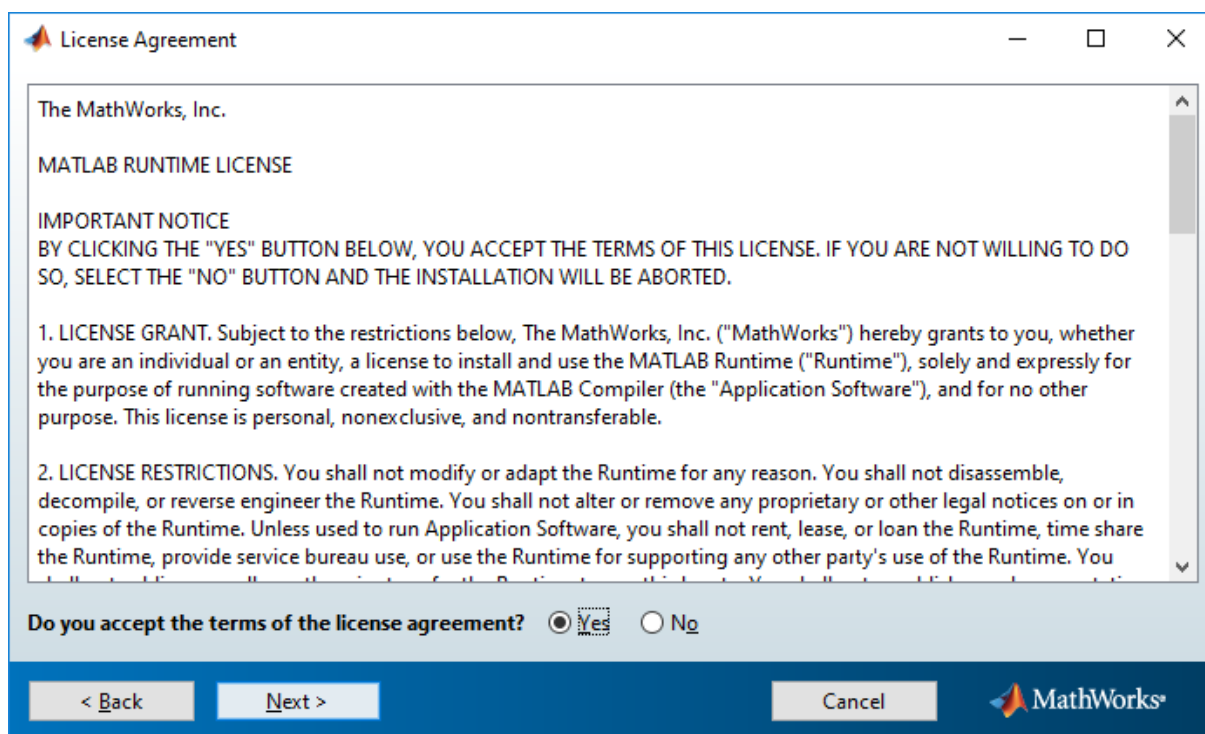 License Agreement
The MathWorks, Inc.
MATLAB RUNTIME LICENSE
IMPORTANT NOTICE
BY CLICKING THE "YES" BUTTON BELOW, YOU ACCEPT THE TERMS OF THIS LICENSE. IF YOU ARE NOT WILLING TO DO
SO, SELECT THE "NO" BUTTON AND THE INSTALLATION WILL BE ABORTED.
1. LICENSE GRANT. Subject to the restrictions below, The MathWorks, Inc. ("MathWorks") hereby grants to you, whether
you are an individual or an entity, a license to install and use the MATLAB Runtime ("Runtime"), solely and expressly for
the purpose of running software created with the MATLAB Compiler (the "Application Software"), and for no other
purpose. This license is personal, nonexclusive, and nontransferable.
2. LICENSE RESTRICTIONS. You shall not modify or adapt the Runtime for any reason. You shall not disassemble,
decompile, or reverse engineer the Runtime. You shall not alter or remove any proprietary or other legal notices on or in
copies of the Runtime. Unless used to run Application Software, you shall not rent, lease, or loan the Runtime, time share
the Runtime, provide service bureau use, or use the Runtime for supporting any other party's use of the Runtime. You
Do you accept the terms of the license agreement? Yes No
< Back Next > Cancel MathWorks®